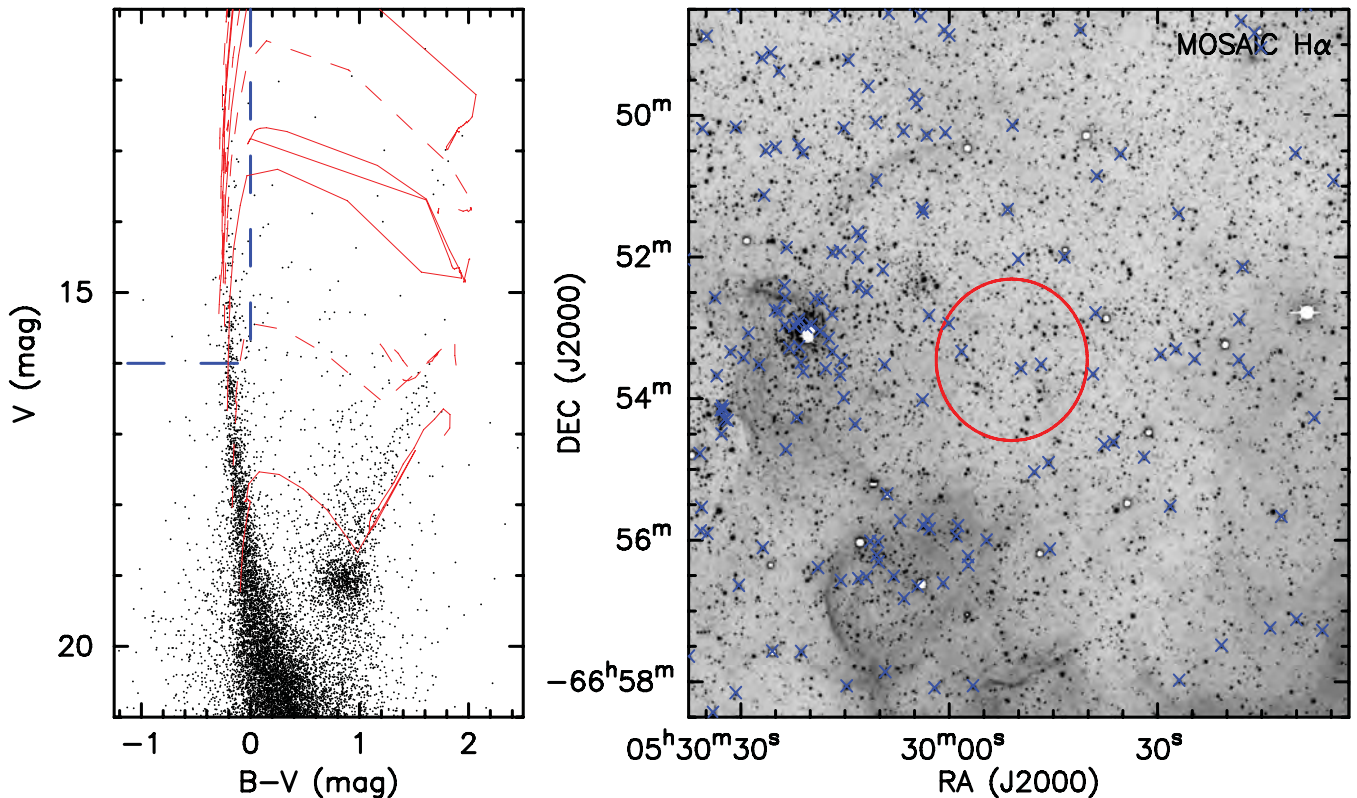 V (mag)
15
20
−1 0 1 2
B−V (mag)
MOSAIC Hα
DEC (J2000)
50ᵐ
52ᵐ
54ᵐ
56ᵐ
−66ʰ58ᵐ
05ʰ30ᵐ30ˢ 30ᵐ00ˢ 30ˢ
RA (J2000)